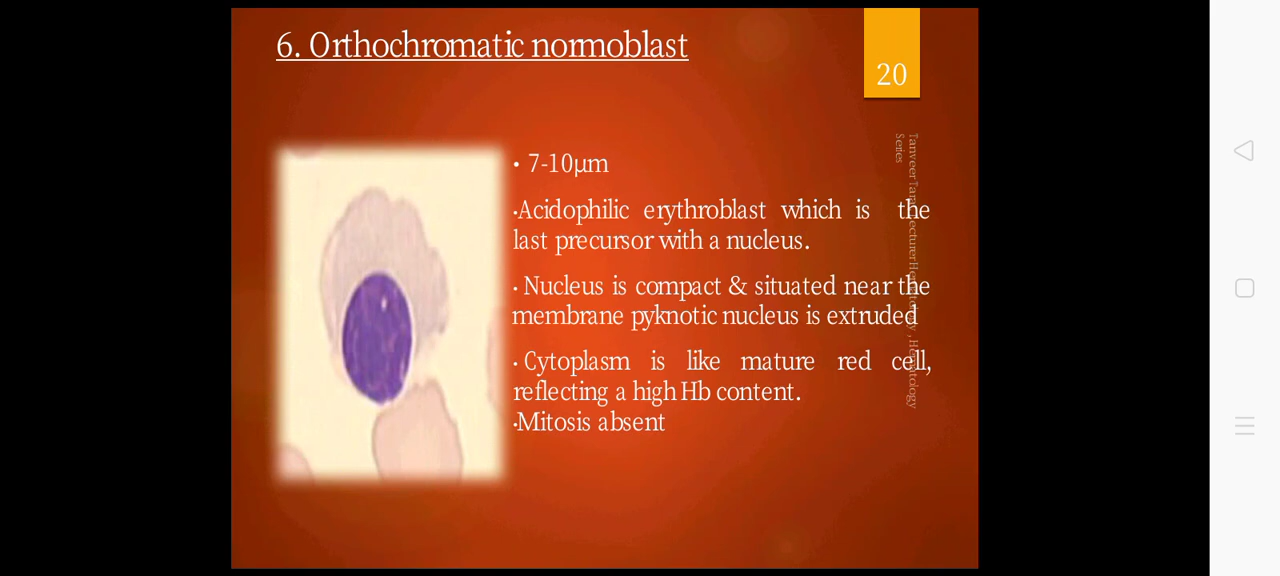 6. Orthochromatic normoblast
20
• 7-10µm
•Acidophilic erythroblast which is the
last precursor with a nucleus.
• Nucleus is compact & situated near the
membrane pyknotic nucleus is extruded
• Cytoplasm is like mature red cell,
reflecting a high Hb content.
•Mitosis absent
Hematology
Series